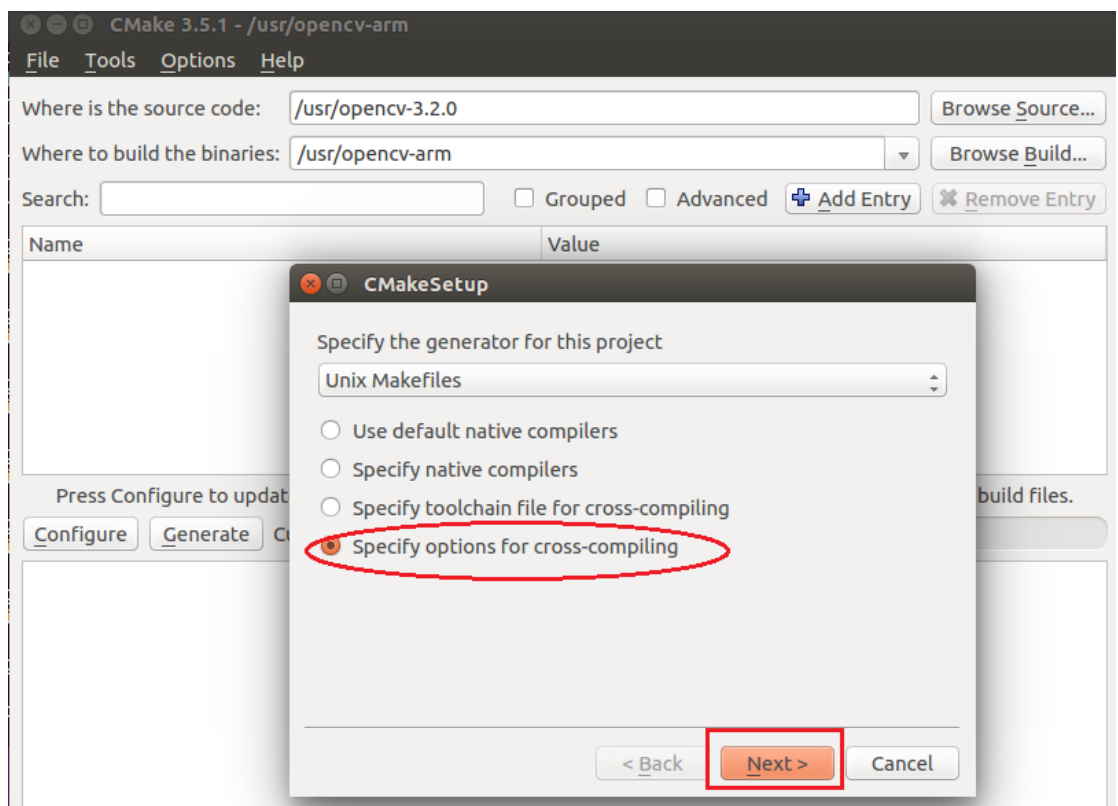 CMake 3.5.1 - /usr/opencv-arm
File Tools Options Help
Where is the source code: /usr/opencv-3.2.0 Browse Source...
Where to build the binaries: /usr/opencv-arm Browse Build...
Search: Grouped Advanced Add Entry Remove Entry
Name Value
CMakeSetup
Specify the generator for this project
Unix Makefiles
Use default native compilers
Specify native compilers
Press Configure to updat build files.
Specify toolchain file for cross-compiling
Configure Generate Cu
Specify options for cross-compiling
< Back Next > Cancel